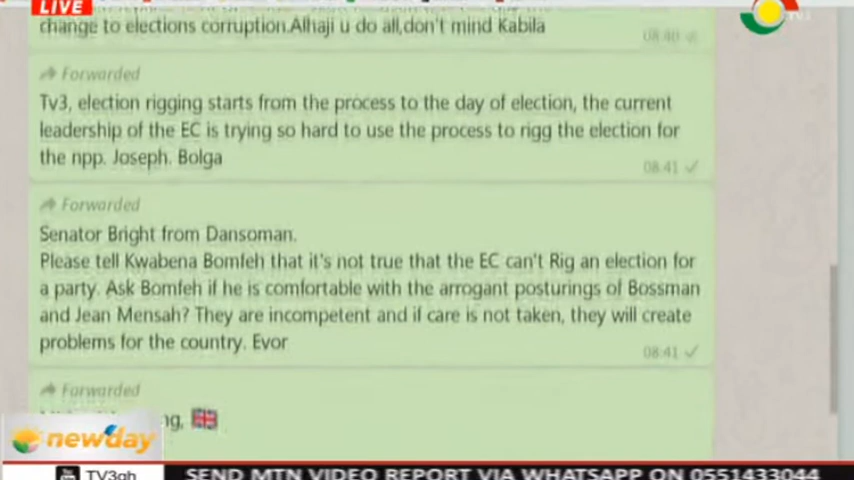 LIVE
change to elections corruption.Alhaji u do all,don't mind Kabila
08:40
Forwarded
Tv3, election rigging starts from the process to the day of election, the current
leadership of the EC is trying so hard to use the process to rigg the election for
the npp. Joseph. Bolga
08:41
Forwarded
Senator Bright from Dansoman.
Please tell Kwabena Bomfeh that it's not true that the EC can't Rig an election for
a party. Ask Bomfeh if he is comfortable with the arrogant posturings of Bossman
and Jean Mensah? They are incompetent and if care is not taken, they will create
problems for the country. Evor
08:41
Forwarded
newday
TV3gh
SEND MTN VIDEO REPORT VIA WHATSAPP ON 0551433044